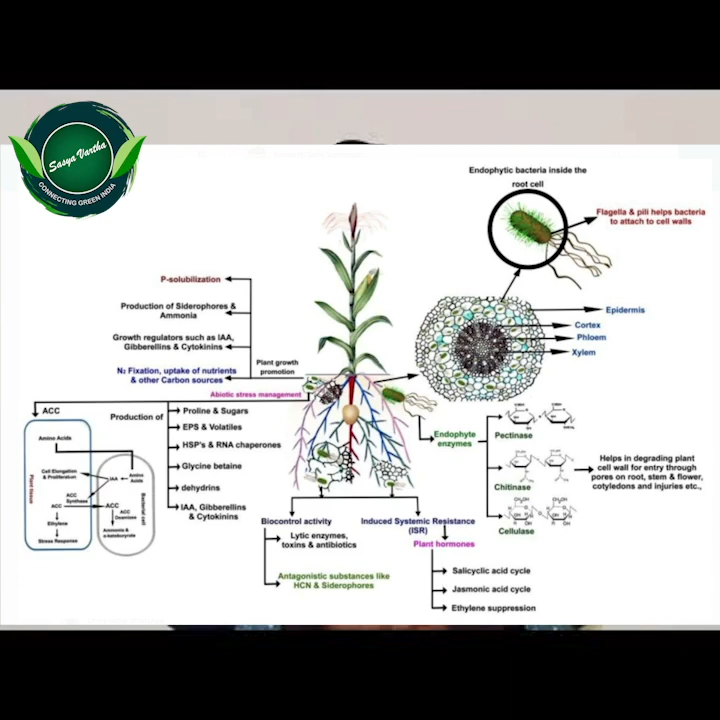 Sasya Vartha
CONNECTING GREEN INDIA
Endophytic bacteria inside the
root cell
Flagella & pili helps bacteria
to attach to cell walls
P-solubilization
Production of Siderophores &
Ammonia
Growth regulators such as IAA,
Gibberellins & Cytokinins
Plant growth
promotion
N₂ Fixation, uptake of nutrients
& other Carbon sources
Abiotic stress management
Epidermis
Cortex
Phloem
Xylem
ACC
Production of
Proline & Sugars
EPS & Volatiles
HSP's & RNA chaperones
Glycine betaine
dehydrins
IAA, Gibberellins
& Cytokinins
Plant tissue
Amino Acids
Cell Elongation
& Proliferation
IAA
Amino
Acids
ACC
Synthase
ACC
ACC
ACC
Deaminase
Ethylene
Ammonia &
α-ketobutyrate
Stress Response
Bacterial cell
Endophyte
enzymes
Pectinase
Chitinase
Cellulase
Helps in degrading plant
cell wall for entry through
pores on root, stem & flower,
cotyledons and injuries etc.,
Biocontrol activity
Lytic enzymes,
toxins & antibiotics
Antagonistic substances like
HCN & Siderophores
Induced Systemic Resistance
(ISR)
Plant hormones
Salicyclic acid cycle
Jasmonic acid cycle
Ethylene suppression